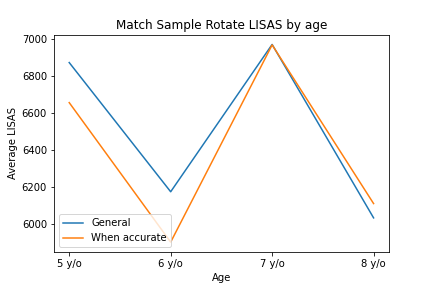 Match Sample Rotate LISAS by age
7000
6800
6600
6400
6200
6000
Average LISAS
General
When accurate
5 y/o 6 y/o 7 y/o 8 y/o
Age